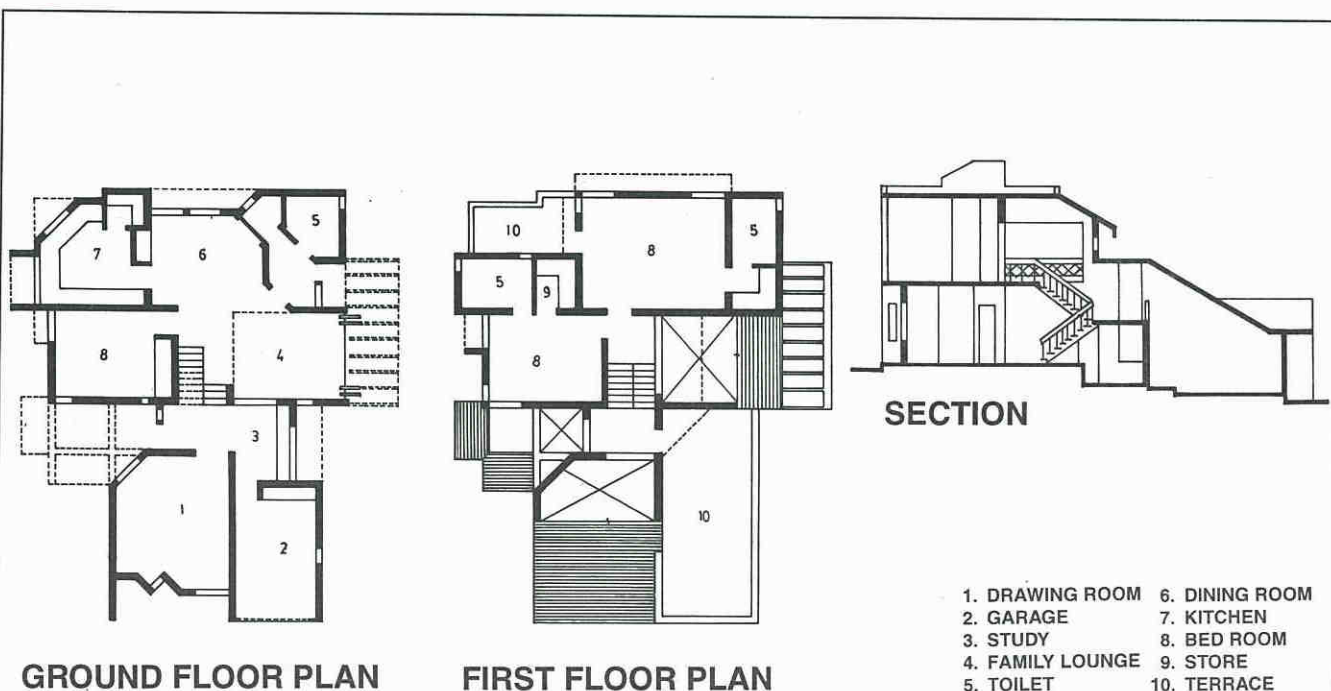 5
7
6
8
4
3
1
2
10
8
5
5
9
8
10
SECTION
1. DRAWING ROOM 6. DINING ROOM
2. GARAGE 7. KITCHEN
3. STUDY 8. BED ROOM
4. FAMILY LOUNGE 9. STORE
5. TOILET 10. TERRACE
GROUND FLOOR PLAN
FIRST FLOOR PLAN